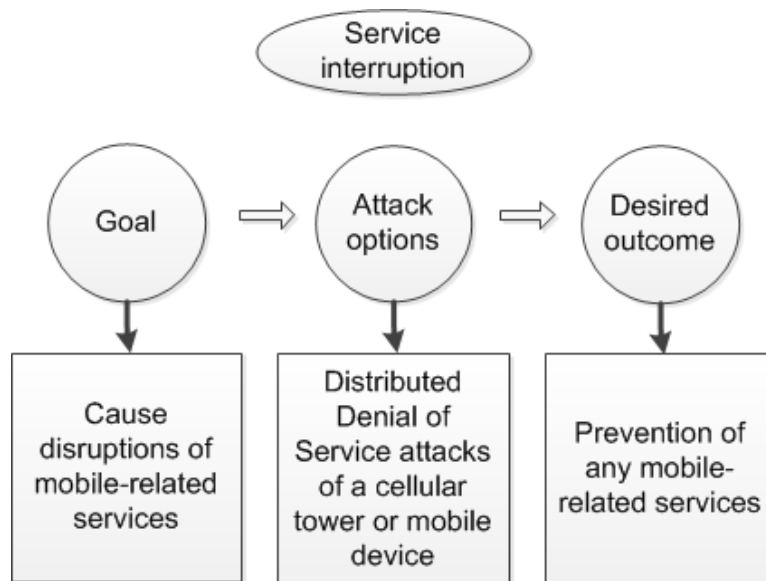 Service
interruption
Goal
Attack
options
Desired
outcome
Cause
disruptions of
mobile-related
services
Distributed
Denial of
Service attacks
of a cellular
tower or mobile
device
Prevention of
any mobile-
related services